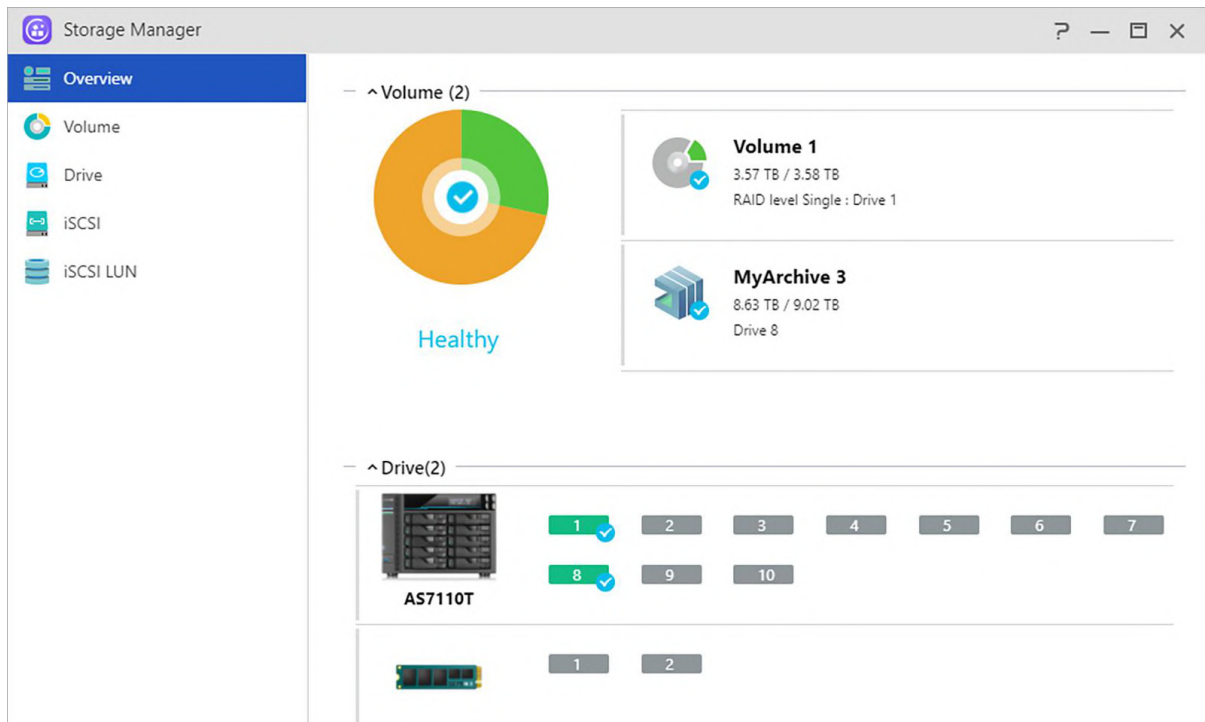 Storage Manager
Overview
Volume
Drive
iSCSI
iSCSI LUN
Volume (2)
Healthy
Volume 1
3.57 TB / 3.58 TB
RAID level Single : Drive 1
MyArchive 3
8.63 TB / 9.02 TB
Drive 8
Drive(2)
AS7110T
1 2 3 4 5 6 7
8 9 10
1 2